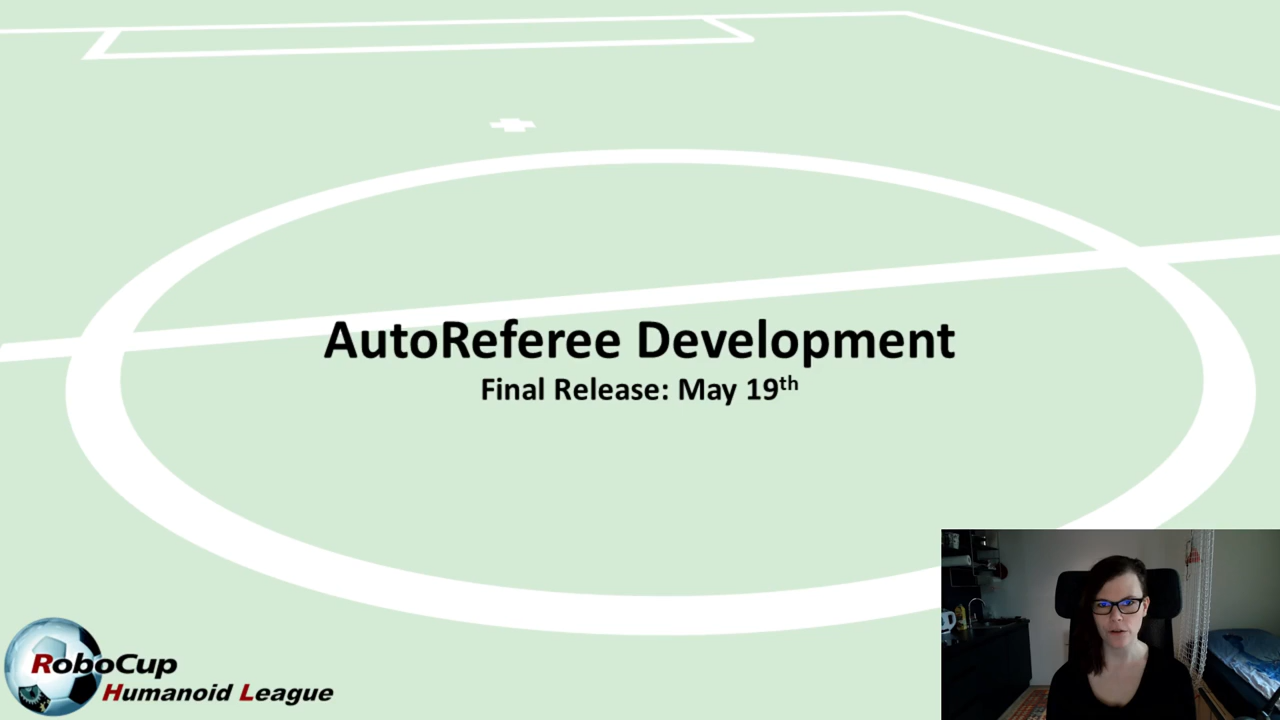 AutoReferee Development
Final Release: May 19th
RoboCup
Humanoid League